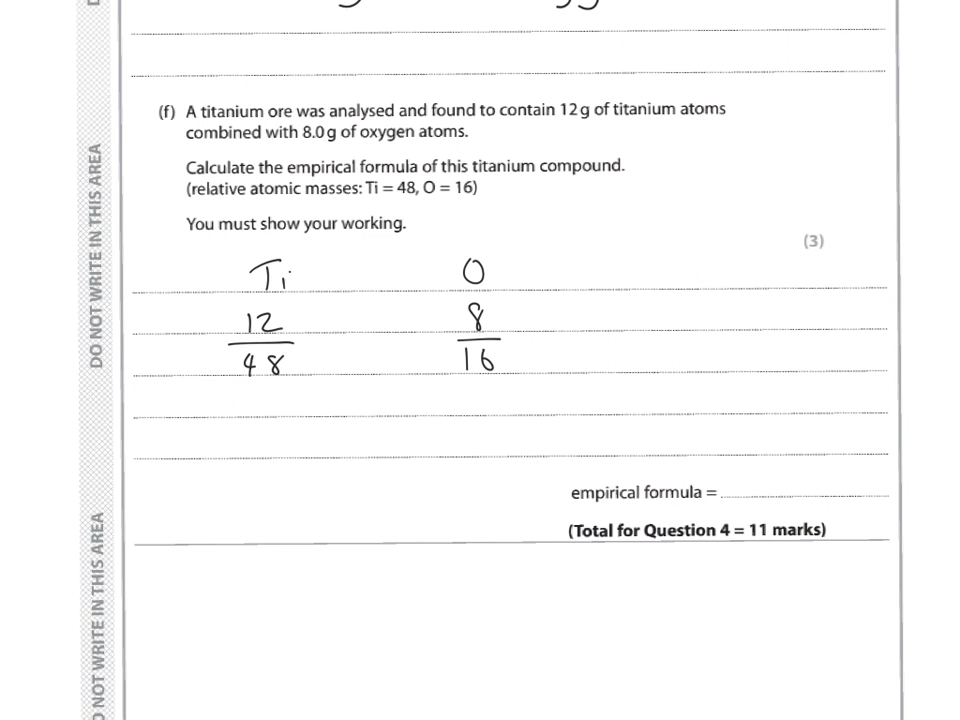 (f) A titanium ore was analysed and found to contain 12 g of titanium atoms
combined with 8.0 g of oxygen atoms.
Calculate the empirical formula of this titanium compound.
(relative atomic masses: Ti = 48, O = 16)
You must show your working.
(3)
Ti O
12 8
48 16
empirical formula =
(Total for Question 4 = 11 marks)
DO NOT WRITE IN THIS AREA
O NOT WRITE IN THIS AREA